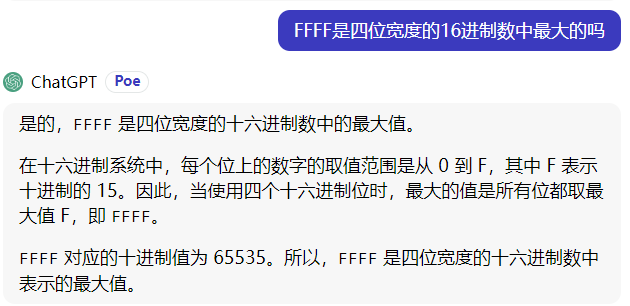 FFFF是四位宽度的16进制数中最大的吗
ChatGPT Poe
是的，FFFF 是四位宽度的十六进制数中的最大值。
在十六进制系统中，每个位上的数字的取值范围是从 0 到 F，其中 F 表示
十进制的 15。因此，当使用四个十六进制位时，最大的值是所有位都取最
大值 F，即 FFFF。
FFFF 对应的十进制值为 65535。所以，FFFF 是四位宽度的十六进制数中
表示的最大值。